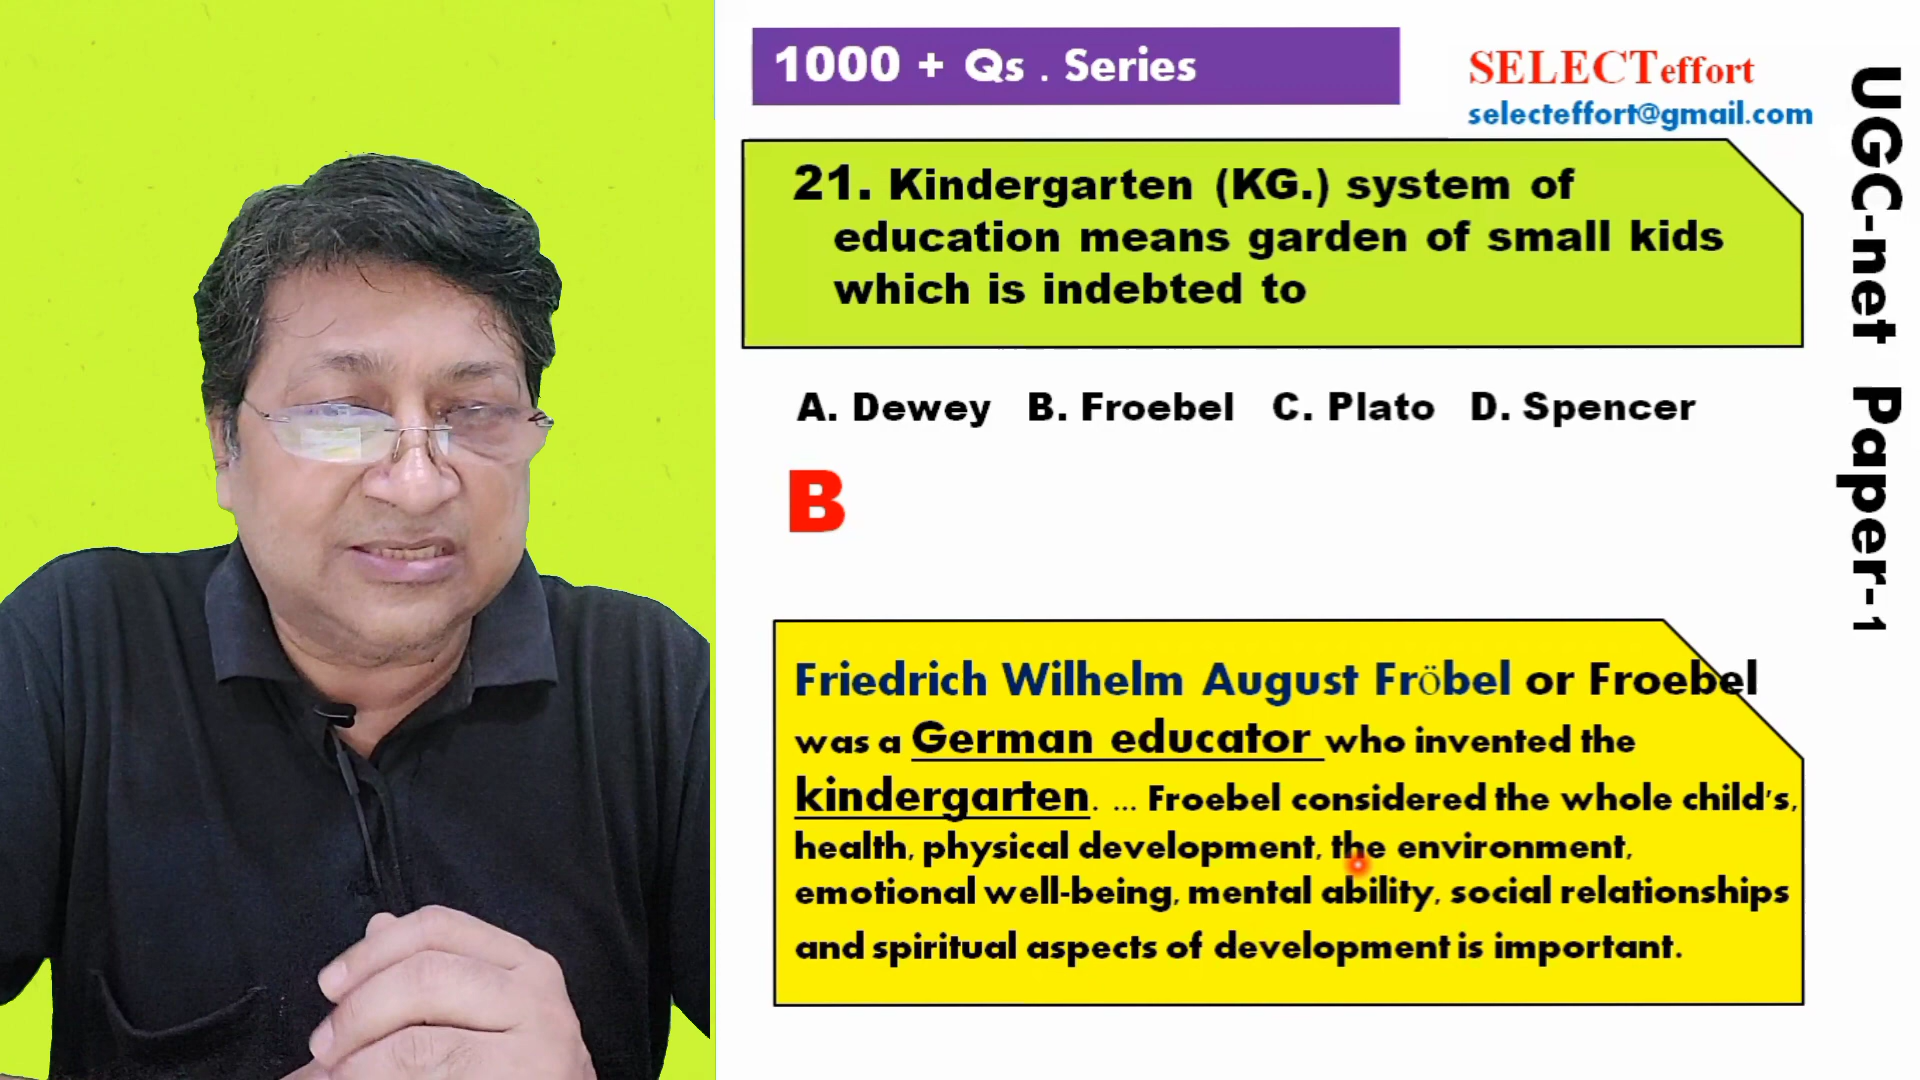 1000 + Qs . Series
SELECTeffort
selecteffort@gmail.com
UGC-net Paper-1
21. Kindergarten (KG.) system of
education means garden of small kids
which is indebted to
A. Dewey B. Froebel C. Plato D. Spencer
B
Friedrich Wilhelm August Fröbel or Froebel
was a German educator who invented the
kindergarten. ... Froebel considered the whole child's,
health, physical development, the environment,
emotional well-being, mental ability, social relationships
and spiritual aspects of development is important.